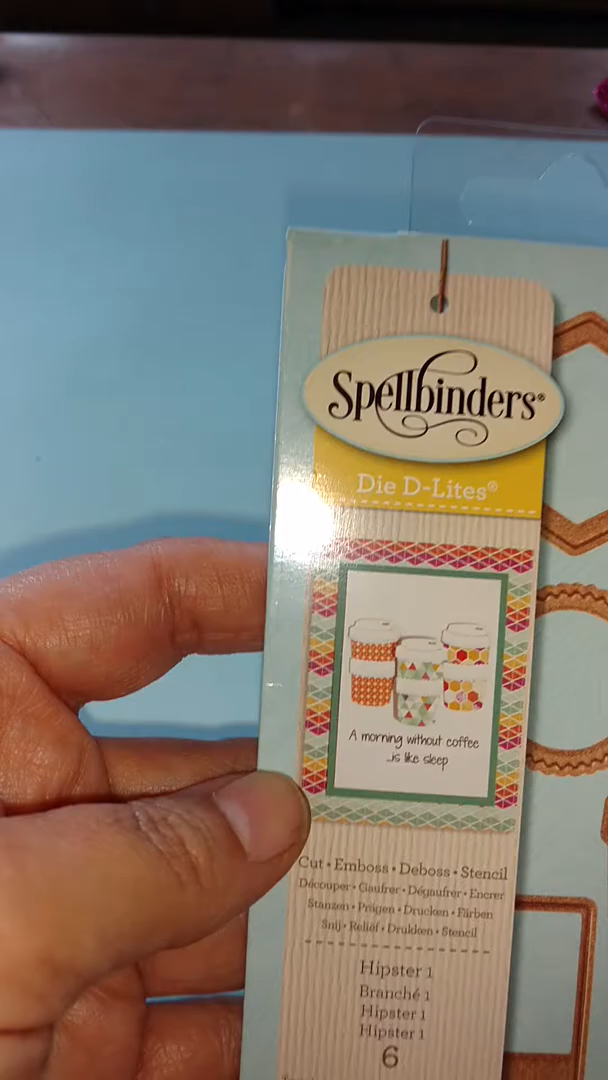 Spellbinders®
Die D-Lites®
A morning without coffee
...is like sleep
Cut • Emboss • Deboss • Stencil
Découper • Gaufrer • Dégaufrer • Encrer
Stanzen • Prägen • Drucken • Färben
Snij • Reliëf • Drukken • Stencil
Hipster 1
Branché 1
Hipster 1
Hipster 1
6